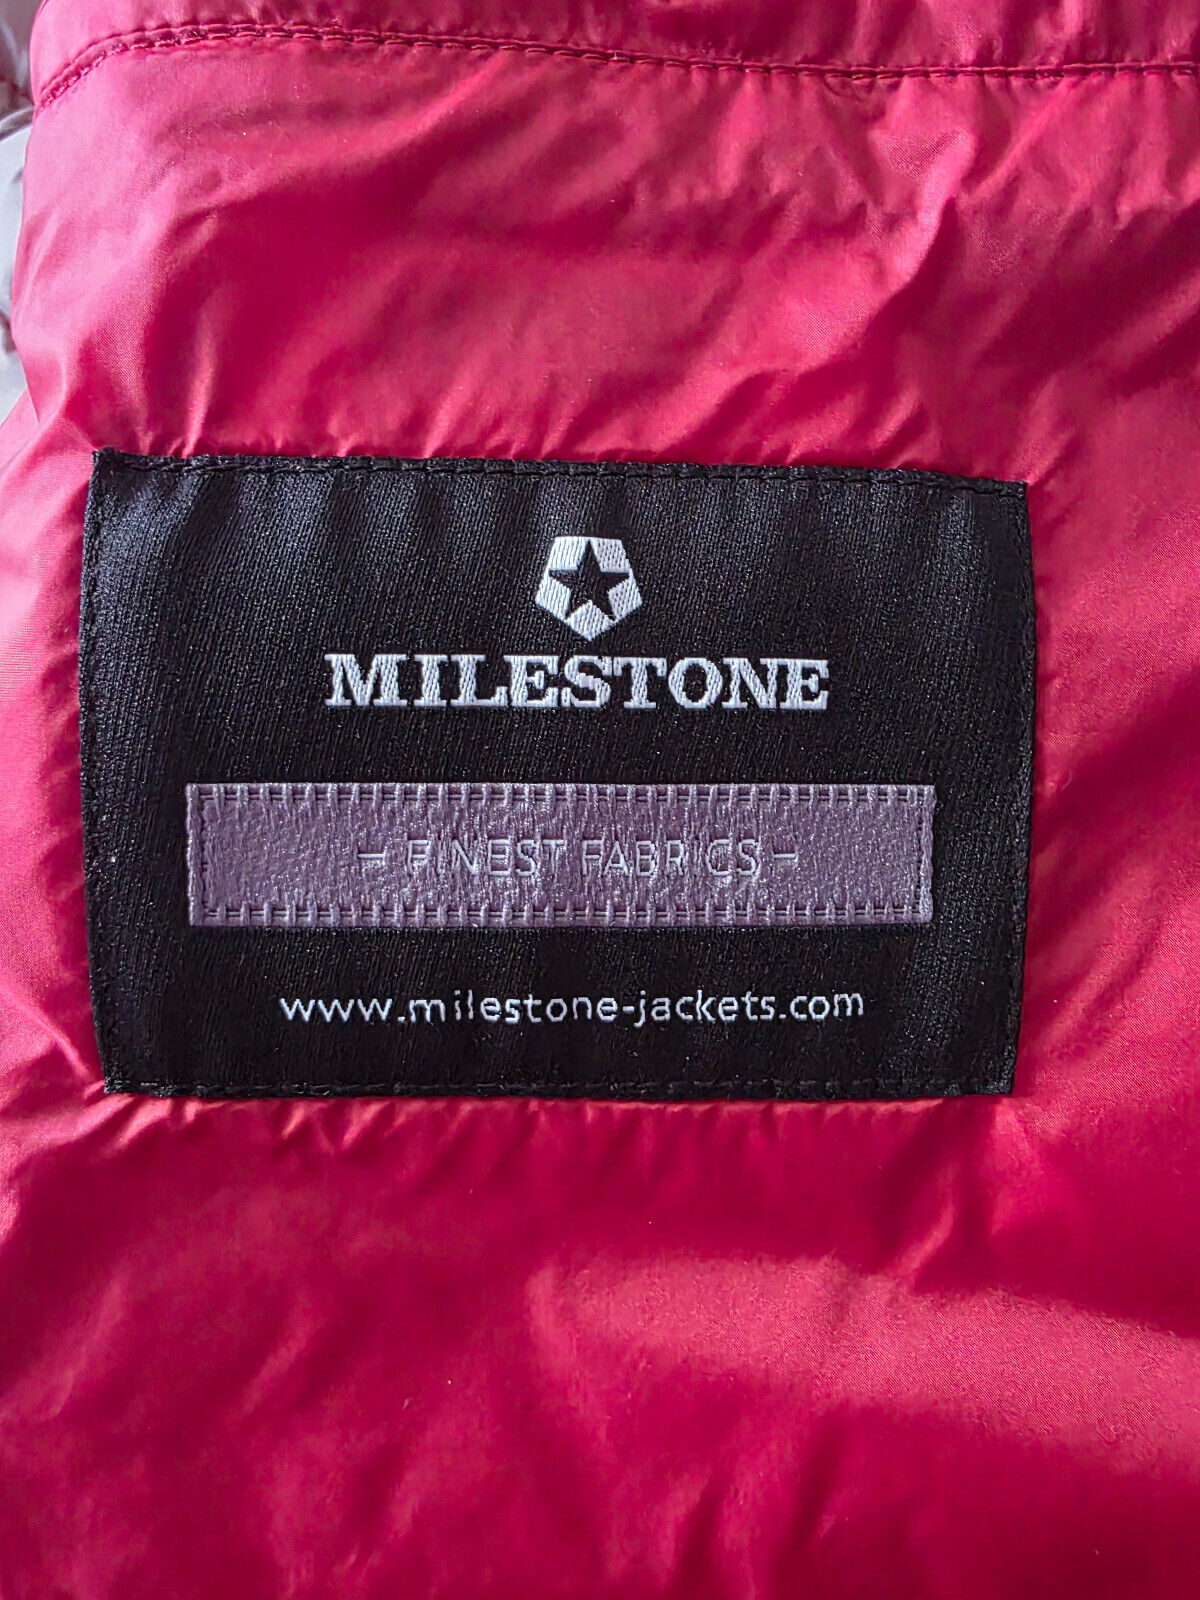 MILESTONE
- FINEST FABRICS -
www.milestone-jackets.com